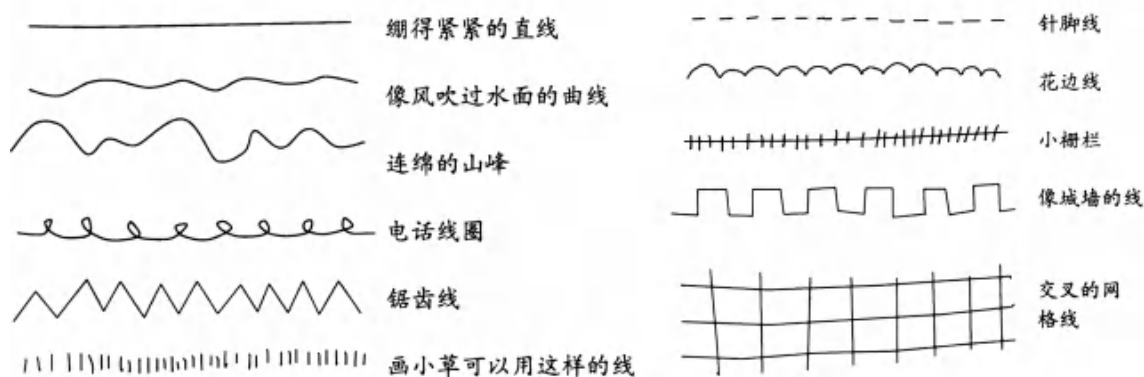 绷得紧紧的直线
像风吹过水面的曲线
连绵的山峰
电话线圈
锯齿线
画小草可以用这样的线
针脚线
花边线
小栅栏
像城墙的线
交叉的网
格线